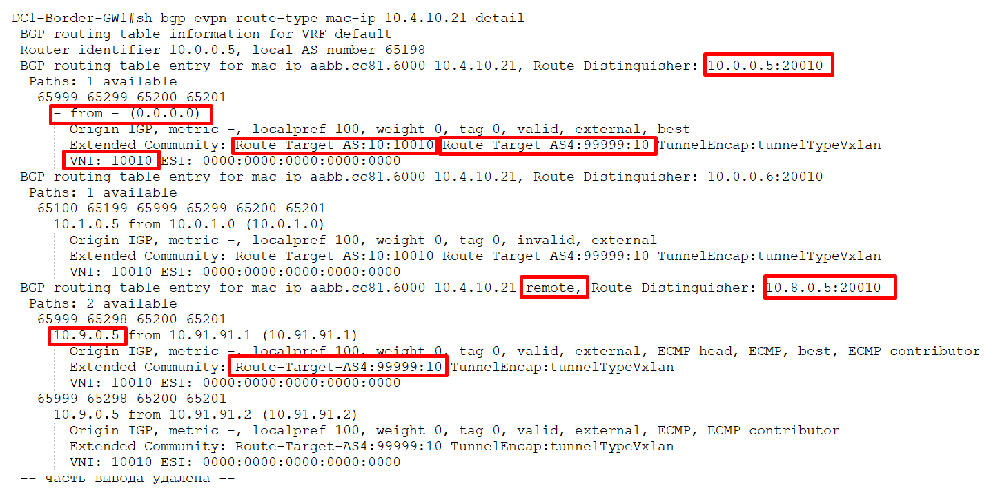 DC1-Border-GW1#sh bgp evpn route-type mac-ip 10.4.10.21 detail
BGP routing table information for VRF default
Router identifier 10.0.0.5, local AS number 65198
BGP routing table entry for mac-ip aabb.cc81.6000 10.4.10.21, Route Distinguisher: 10.0.0.5:20010
Paths: 1 available
65999 65299 65200 65201
- from - (0.0.0.0)
Origin IGP, metric -, localpref 100, weight 0, tag 0, valid, external, best
Extended Community: Route-Target-AS:10:10010 Route-Target-AS4:99999:10 TunnelEncap:tunnelTypeVxlan
VNI: 10010 ESI: 0000:0000:0000:0000:0000
BGP routing table entry for mac-ip aabb.cc81.6000 10.4.10.21, Route Distinguisher: 10.0.0.6:20010
Paths: 1 available
65100 65199 65999 65299 65200 65201
10.1.0.5 from 10.0.1.0 (10.0.1.0)
Origin IGP, metric -, localpref 100, weight 0, tag 0, invalid, external
Extended Community: Route-Target-AS:10:10010 Route-Target-AS4:99999:10 TunnelEncap:tunnelTypeVxlan
VNI: 10010 ESI: 0000:0000:0000:0000:0000
BGP routing table entry for mac-ip aabb.cc81.6000 10.4.10.21 remote, Route Distinguisher: 10.8.0.5:20010
Paths: 2 available
65999 65298 65200 65201
10.9.0.5 from 10.91.91.1 (10.91.91.1)
Origin IGP, metric -, localpref 100, weight 0, tag 0, valid, external, ECMP head, ECMP, best, ECMP contributor
Extended Community: Route-Target-AS4:99999:10 TunnelEncap:tunnelTypeVxlan
VNI: 10010 ESI: 0000:0000:0000:0000:0000
65999 65298 65200 65201
10.9.0.5 from 10.91.91.2 (10.91.91.2)
Origin IGP, metric -, localpref 100, weight 0, tag 0, valid, external, ECMP, ECMP contributor
Extended Community: Route-Target-AS4:99999:10 TunnelEncap:tunnelTypeVxlan
VNI: 10010 ESI: 0000:0000:0000:0000:0000
-- часть вывода удалена --